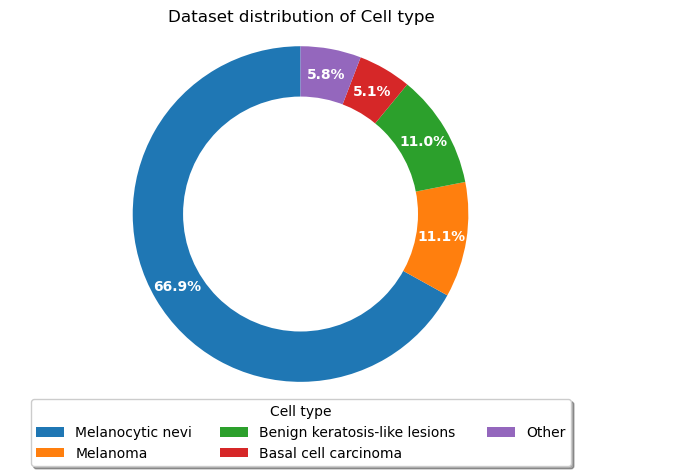 Dataset distribution of Cell type
5.8%
5.1%
11.0%
11.1%
66.9%
Cell type
Melanocytic nevi
Benign keratosis-like lesions
Other
Melanoma
Basal cell carcinoma